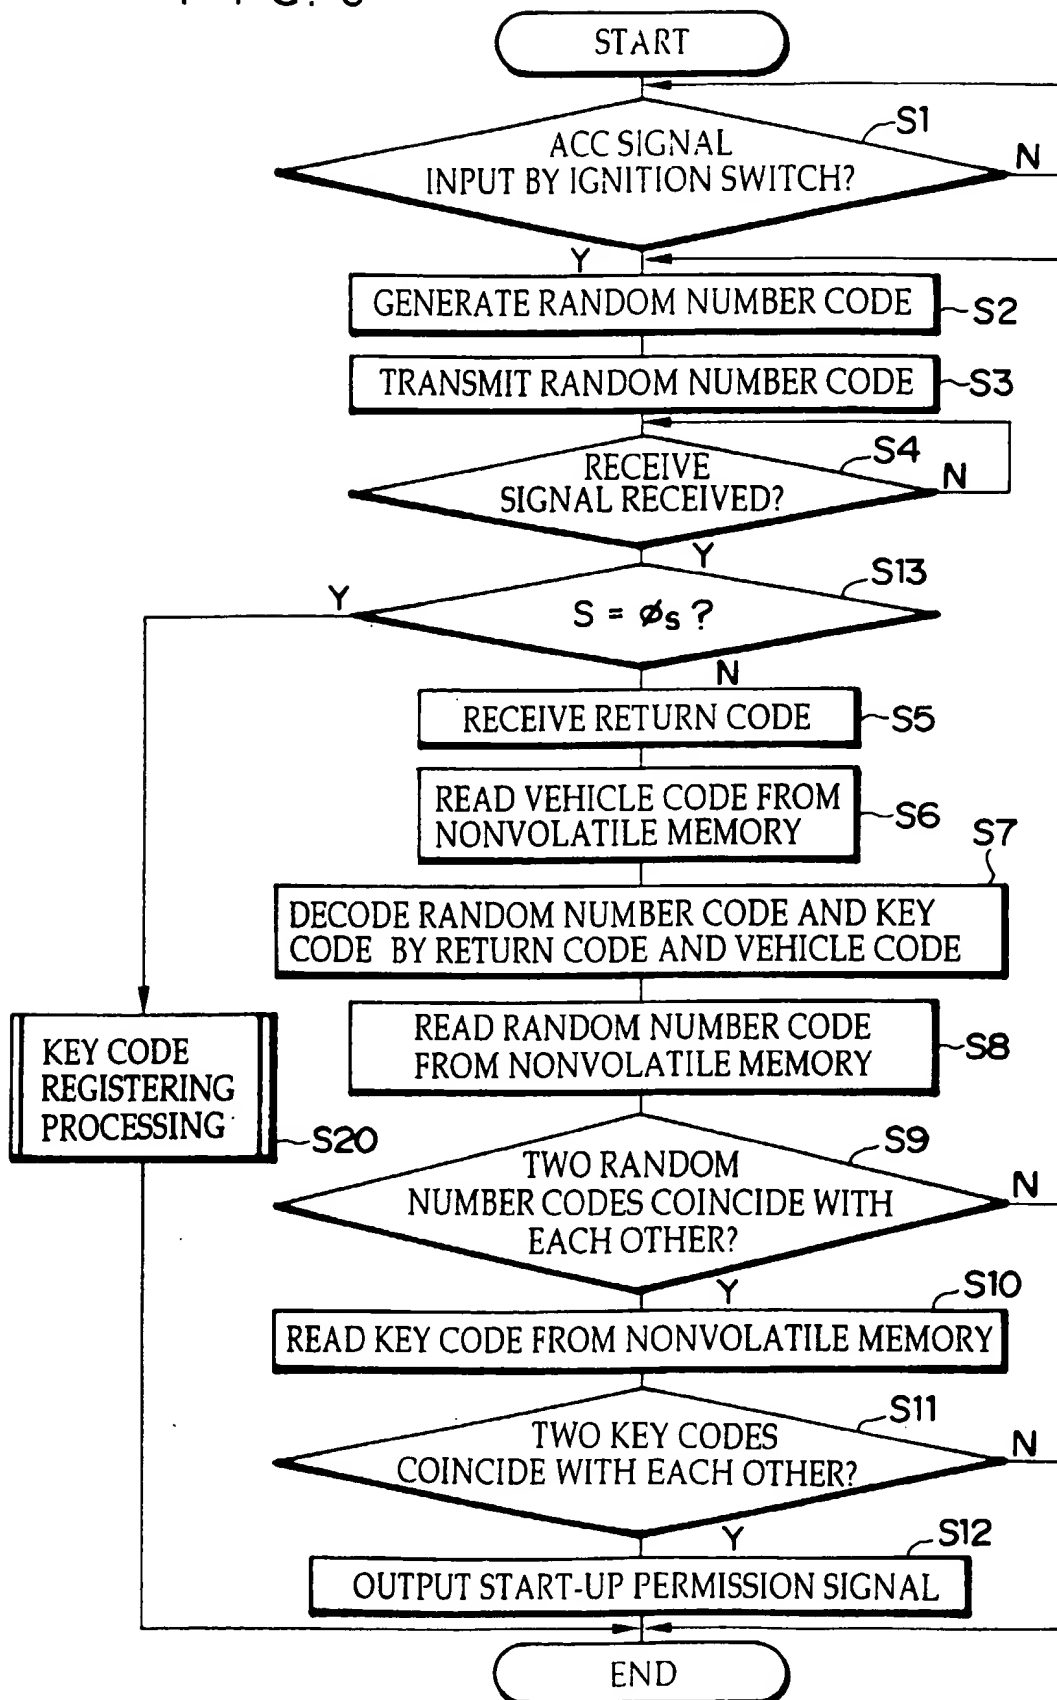 START
S1
ACC SIGNAL
INPUT BY IGNITION SWITCH?
N
Y
GENERATE RANDOM NUMBER CODE
S2
TRANSMIT RANDOM NUMBER CODE
S3
S4
RECEIVE
SIGNAL RECEIVED?
N
Y
S13
Y
S = øs ?
N
RECEIVE RETURN CODE
S5
READ VEHICLE CODE FROM
NONVOLATILE MEMORY
S6
S7
DECODE RANDOM NUMBER CODE AND KEY
CODE BY RETURN CODE AND VEHICLE CODE
READ RANDOM NUMBER CODE
FROM NONVOLATILE MEMORY
S8
KEY CODE
REGISTERING
PROCESSING
S20
S9
TWO RANDOM
NUMBER CODES COINCIDE WITH
EACH OTHER?
N
Y
S10
READ KEY CODE FROM NONVOLATILE MEMORY
S11
TWO KEY CODES
COINCIDE WITH EACH OTHER?
N
Y
S12
OUTPUT START-UP PERMISSION SIGNAL
END